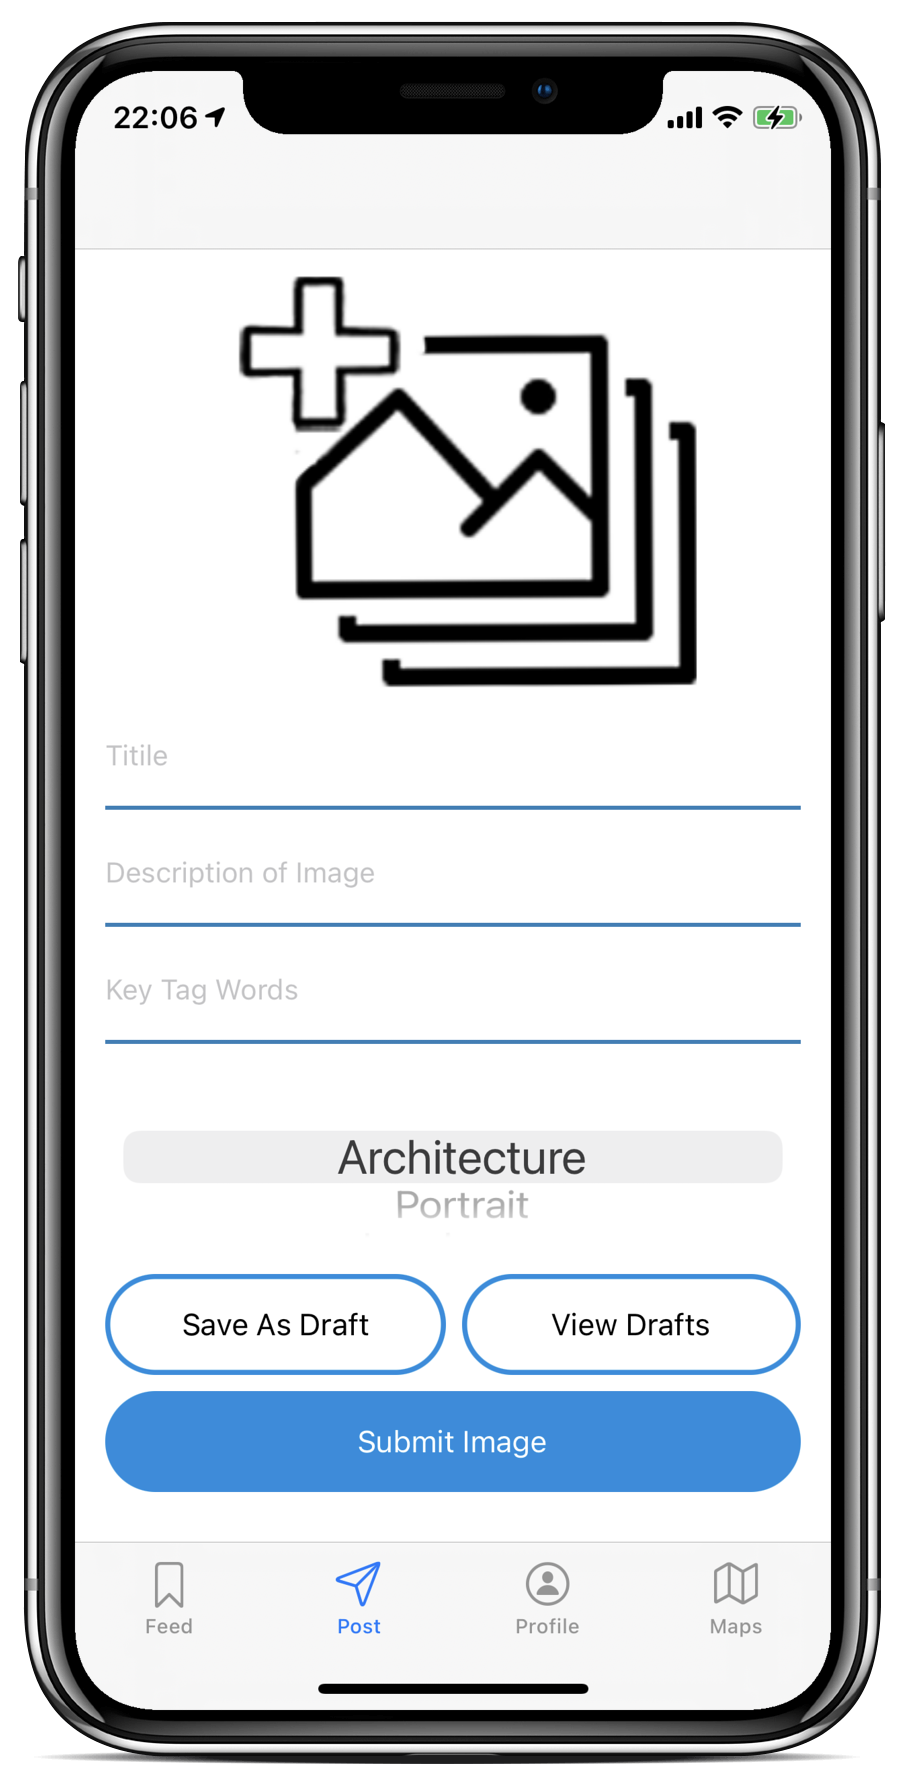 22:06
Titile
Description of Image
Key Tag Words
Architecture
Portrait
Save As Draft
View Drafts
Submit Image
Feed
Post
Profile
Maps